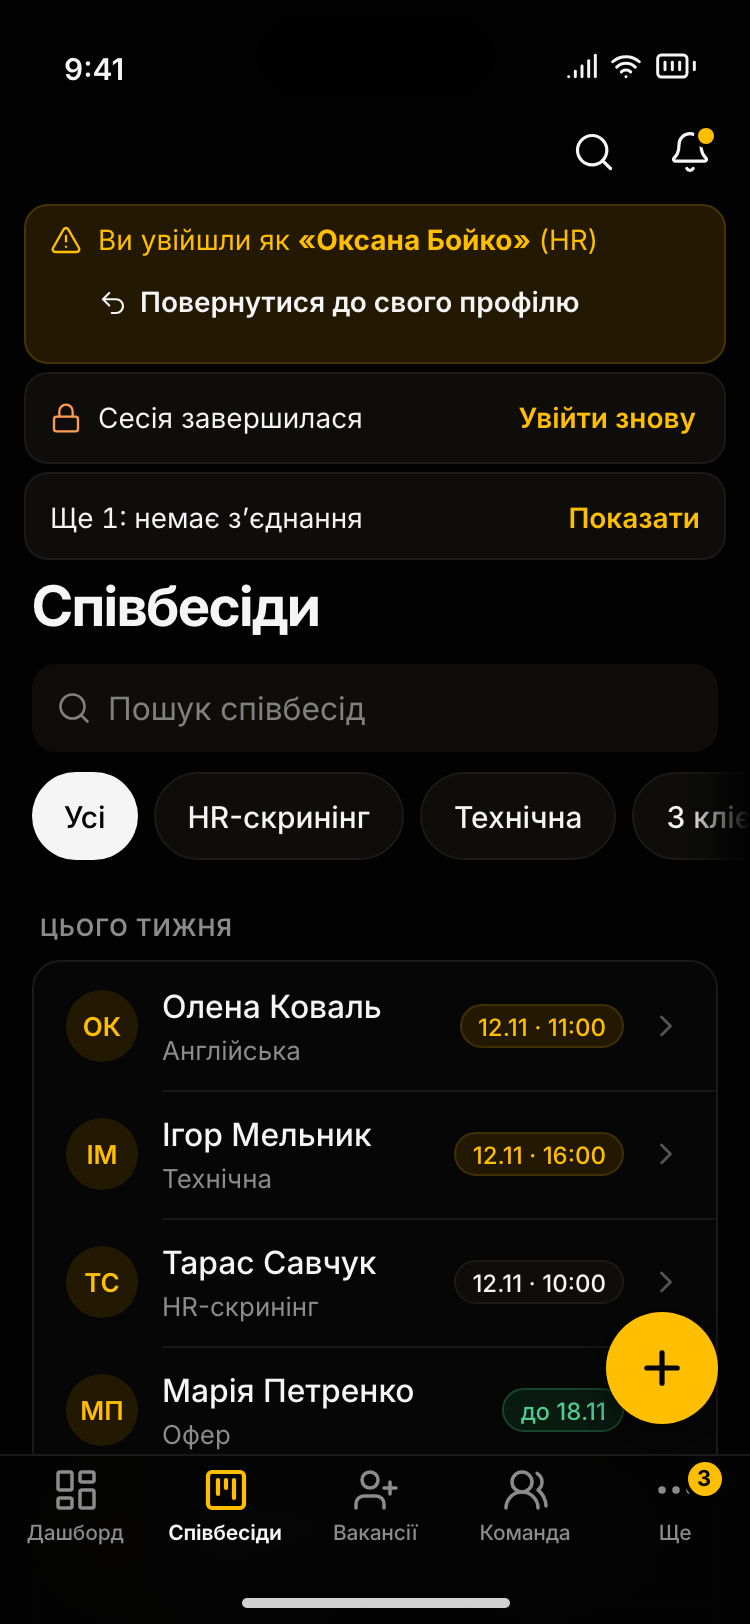 9:41
Ви увійшли як «Оксана Бойко» (HR)
Повернутися до свого профілю
Сесія завершилася
Увійти знову
Ще 1: немає з’єднання
Показати
Співбесіди
Пошук співбесід
Усі
HR-скринінг
Технічна
З кліє
ЦЬОГО ТИЖНЯ
ОК
Олена Коваль
Англійська
12.11 · 11:00
ІМ
Ігор Мельник
Технічна
12.11 · 16:00
ТС
Тарас Савчук
HR-скринінг
12.11 · 10:00
МП
Марія Петренко
Офер
до 18.11
3
Дашборд
Співбесіди
Вакансії
Команда
Ще